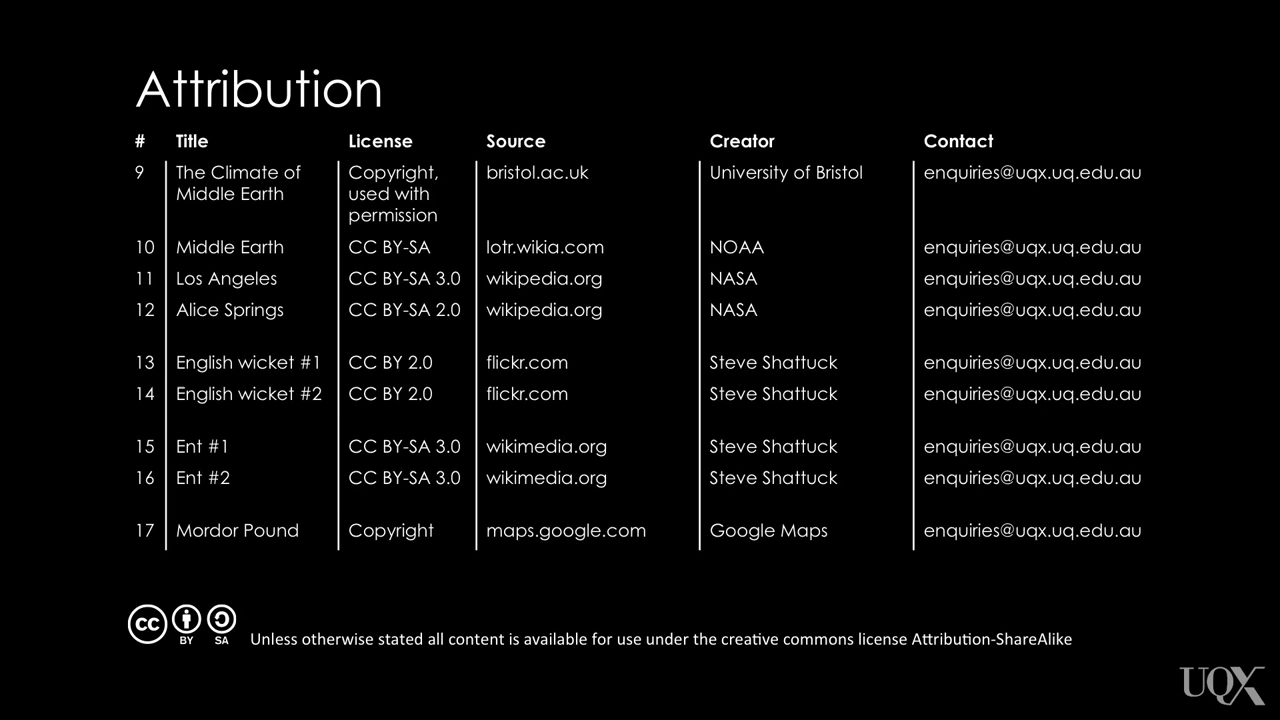 Attribution
# Title License Source Creator Contact
9 The Climate of Middle Earth Copyright, used with permission bristol.ac.uk University of Bristol enquiries@uqx.uq.edu.au
10 Middle Earth CC BY-SA lotr.wikia.com NOAA enquiries@uqx.uq.edu.au
11 Los Angeles CC BY-SA 3.0 wikipedia.org NASA enquiries@uqx.uq.edu.au
12 Alice Springs CC BY-SA 2.0 wikipedia.org NASA enquiries@uqx.uq.edu.au
13 English wicket #1 CC BY 2.0 flickr.com Steve Shattuck enquiries@uqx.uq.edu.au
14 English wicket #2 CC BY 2.0 flickr.com Steve Shattuck enquiries@uqx.uq.edu.au
15 Ent #1 CC BY-SA 3.0 wikimedia.org Steve Shattuck enquiries@uqx.uq.edu.au
16 Ent #2 CC BY-SA 3.0 wikimedia.org Steve Shattuck enquiries@uqx.uq.edu.au
17 Mordor Pound Copyright maps.google.com Google Maps enquiries@uqx.uq.edu.au
cc BY SA Unless otherwise stated all content is available for use under the creative commons license Attribution-ShareAlike
UQX